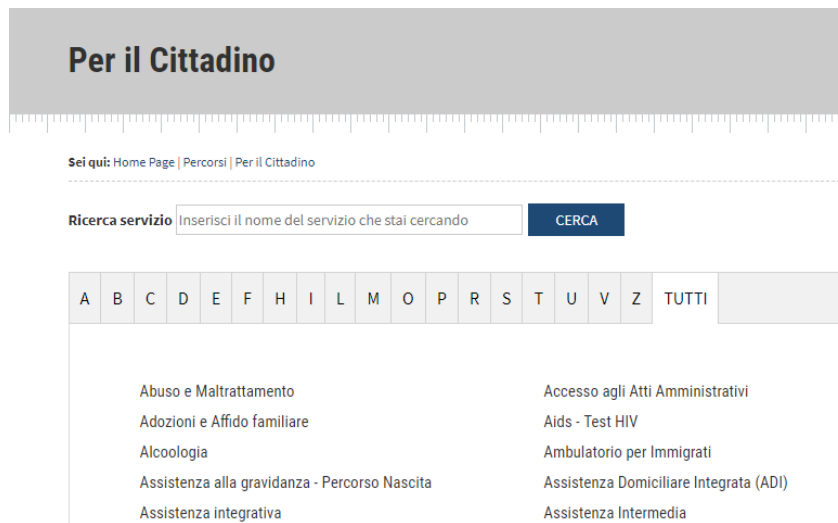 Per il Cittadino
Sei qui: Home Page | Percorsi | Per il Cittadino
Ricerca servizio Inserisci il nome del servizio che stai cercando CERCA
A B C D E F H I L M O P R S T U V Z TUTTI
Abuso e Maltrattamento Accesso agli Atti Amministrativi
Adozioni e Affido familiare Aids - Test HIV
Alcoologia Ambulatorio per Immigrati
Assistenza alla gravidanza - Percorso Nascita Assistenza Domiciliare Integrata (ADI)
Assistenza integrativa Assistenza Intermedia